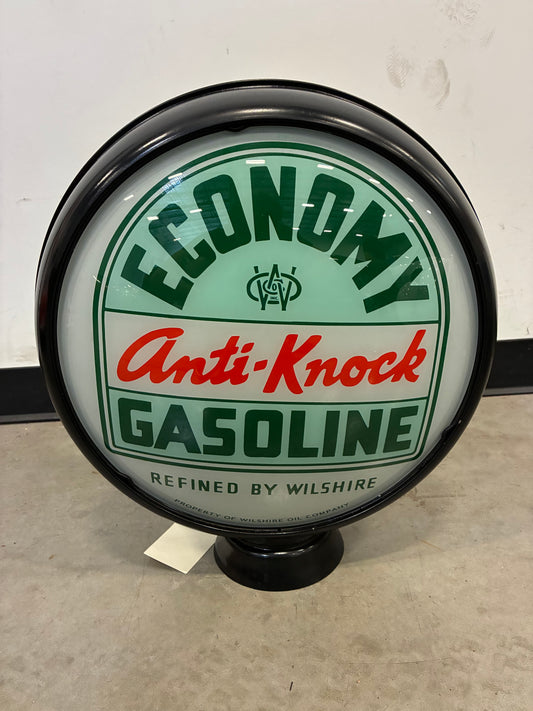 ECONOMY
Anti-Knock
GASOLINE
REFINED BY WILSHIRE
PROPERTY OF WILSHIRE OIL COMPANY